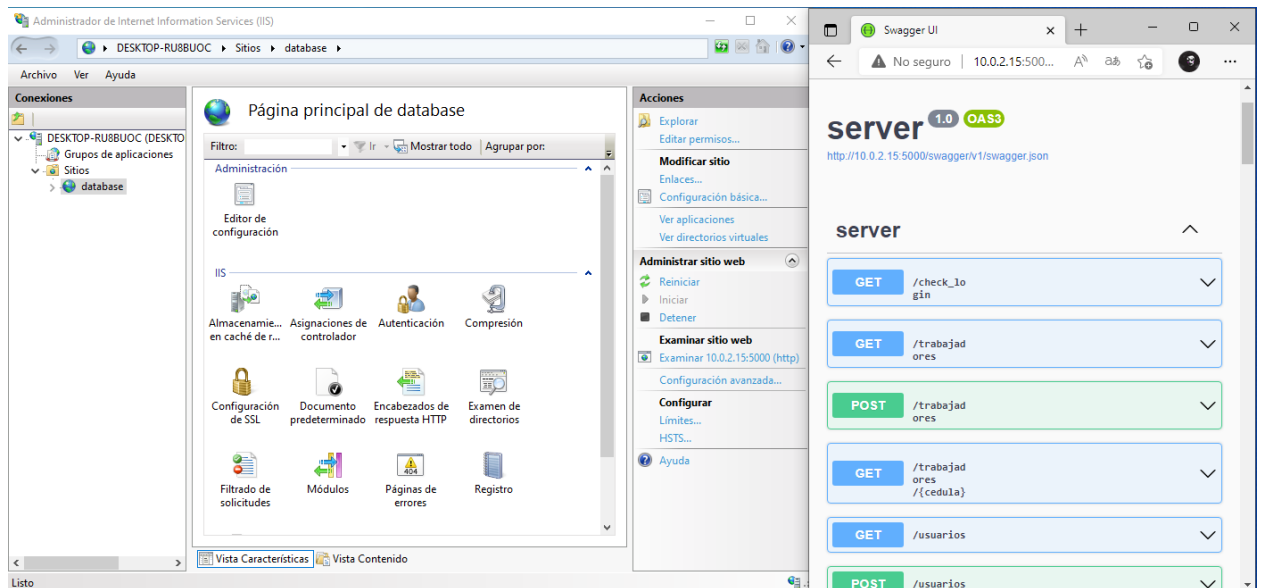 Administrador de Internet Information Services (IIS)
DESKTOP-RU8BUOC
Sitios
database
Archivo
Ver
Ayuda
Conexiones
DESKTOP-RU8BUOC (DESKTO
Grupos de aplicaciones
Sitios
database
Página principal de database
Filtro:
Ir
Mostrar todo
Agrupar por:
Administración
Editor de
configuración
IIS
Almacenamie...
en caché de r...
Asignaciones de
controlador
Autenticación
Compresión
Configuración
de SSL
Documento
predeterminado
Encabezados de
respuesta HTTP
Examen de
directorios
Filtrado de
solicitudes
Módulos
404
Páginas de
errores
Registro
Vista Características
Vista Contenido
Listo
Acciones
Explorar
Editar permisos...
Modificar sitio
Enlaces...
Configuración básica...
Ver aplicaciones
Ver directorios virtuales
Administrar sitio web
Reiniciar
Iniciar
Detener
Examinar sitio web
Examinar 10.0.2.15:5000 (http)
Configuración avanzada...
Configurar
Límites...
HSTS...
Ayuda
Swagger UI
No seguro
10.0.2.15:500...
server 1.0 OAS3
http://10.0.2.15:5000/swagger/v1/swagger.json
server
GET /check_lo
gin
GET /trabajad
ores
POST /trabajad
ores
GET /trabajad
ores
/{cedula}
GET /usuarios
POST /usuarios